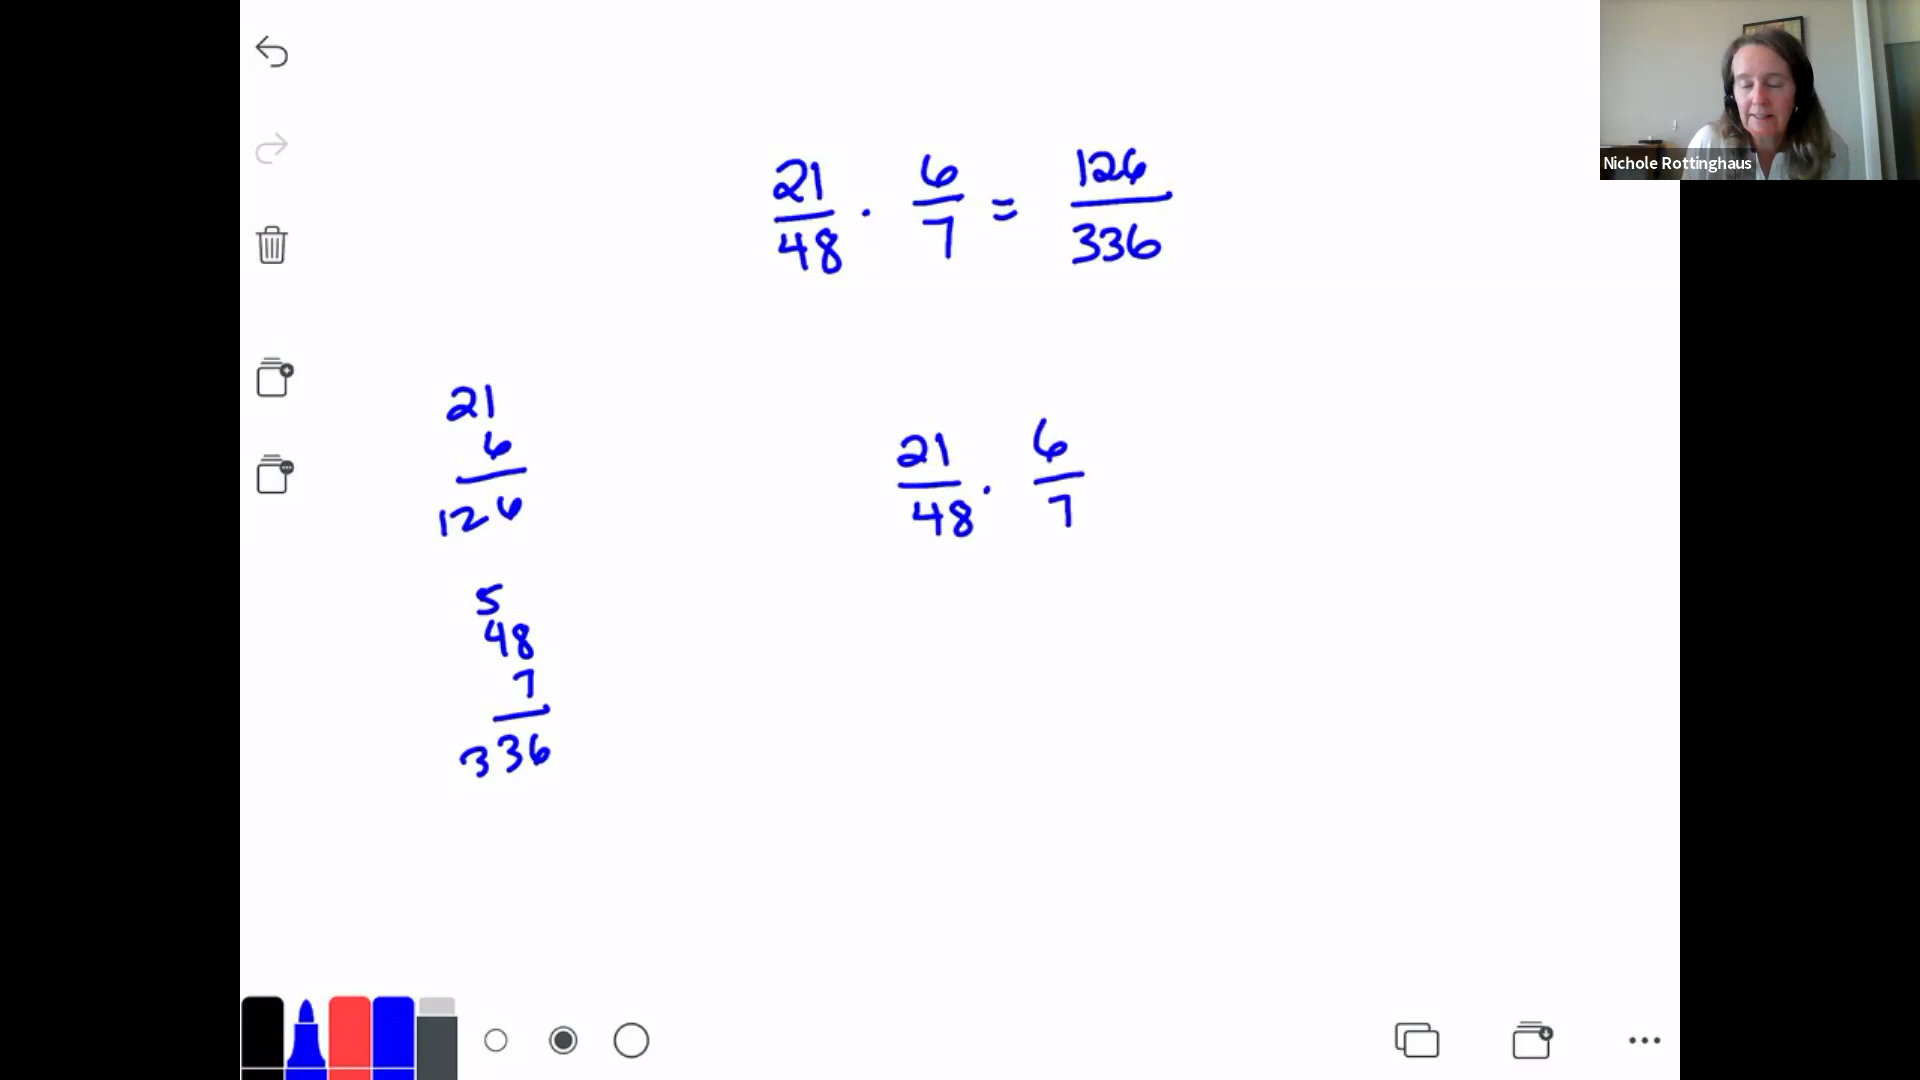 Nichole Rottinghaus
21/48 · 6/7 = 126/336
21
6
126
5
48
7
336
21/48 · 6/7